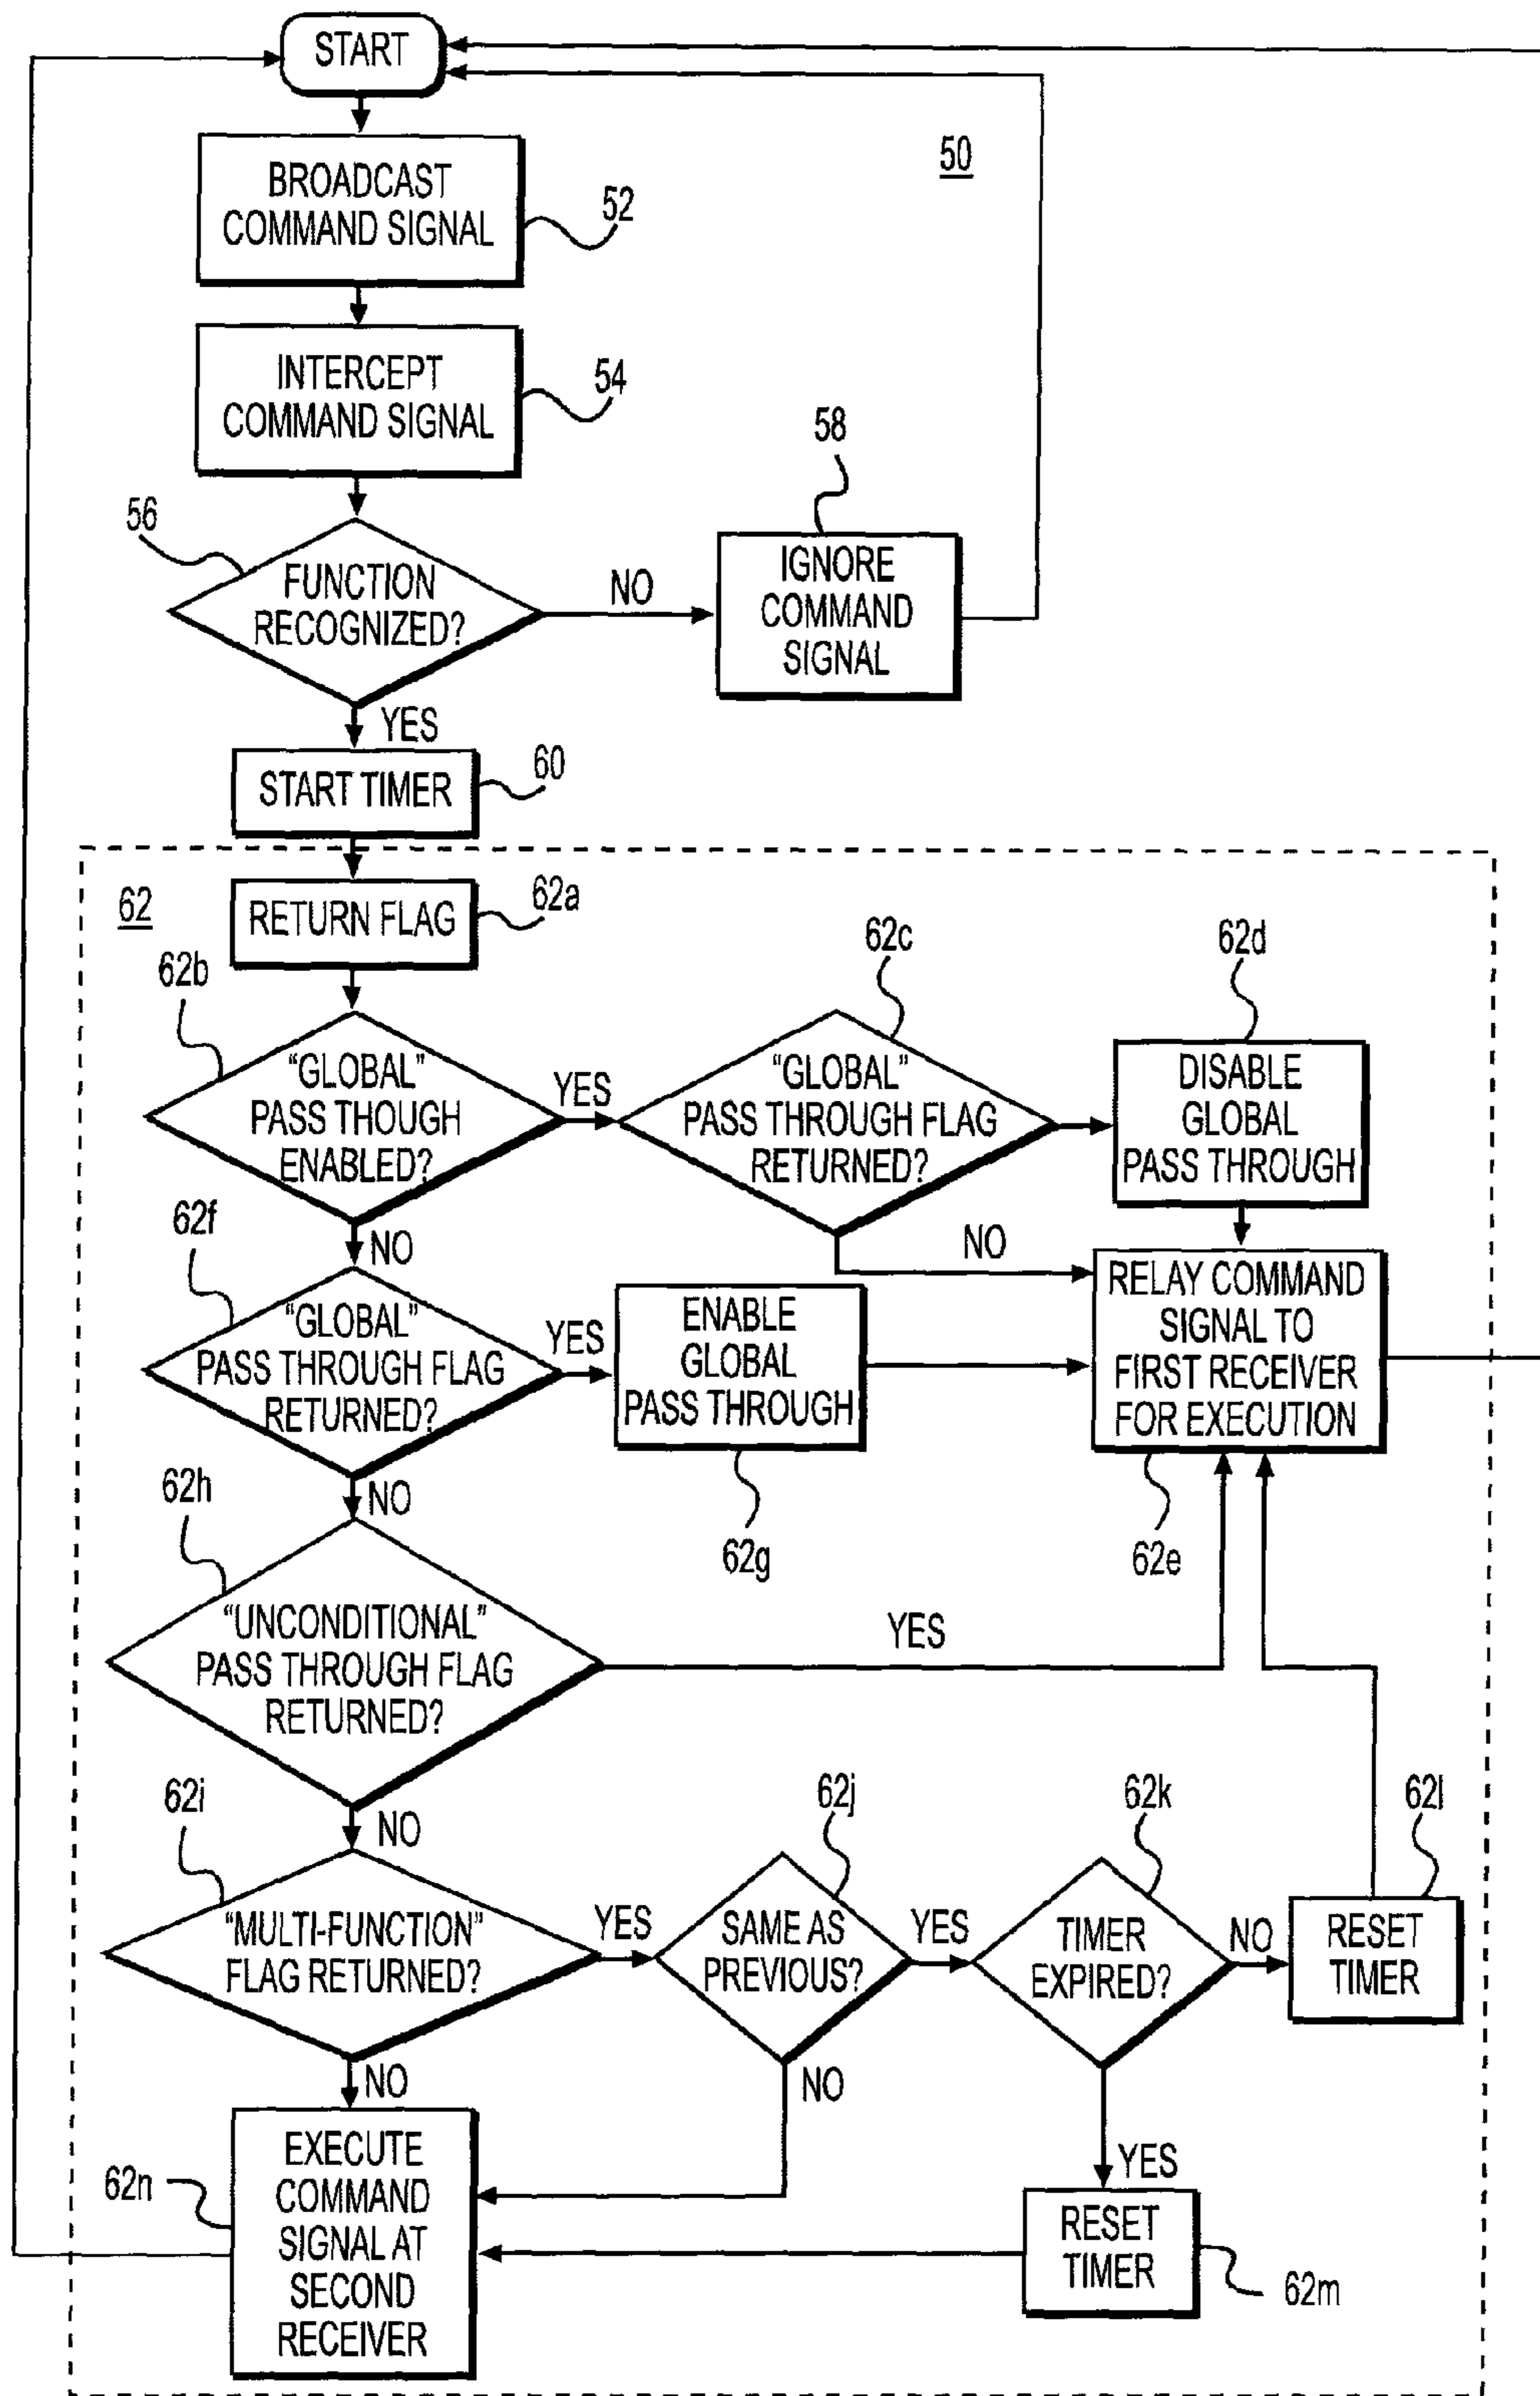 START
50
BROADCAST
COMMAND SIGNAL
52
INTERCEPT
COMMAND SIGNAL
54
58
56
FUNCTION
RECOGNIZED?
NO
IGNORE
COMMAND
SIGNAL
YES
START TIMER
60
62
RETURN FLAG
62a
62b
62c
62d
"GLOBAL"
PASS THOUGH
ENABLED?
YES
"GLOBAL"
PASS THROUGH FLAG
RETURNED?
DISABLE
GLOBAL
PASS THROUGH
62f
NO
NO
"GLOBAL"
PASS THROUGH FLAG
RETURNED?
YES
ENABLE
GLOBAL
PASS THROUGH
RELAY COMMAND
SIGNAL TO
FIRST RECEIVER
FOR EXECUTION
62h
NO
62g
62e
"UNCONDITIONAL"
PASS THROUGH FLAG
RETURNED?
YES
62i
NO
62j
62k
62l
"MULTI-FUNCTION"
FLAG RETURNED?
YES
SAME AS
PREVIOUS?
YES
TIMER
EXPIRED?
NO
RESET
TIMER
NO
NO
YES
62n
EXECUTE
COMMAND
SIGNAL AT
SECOND
RECEIVER
RESET
TIMER
62m